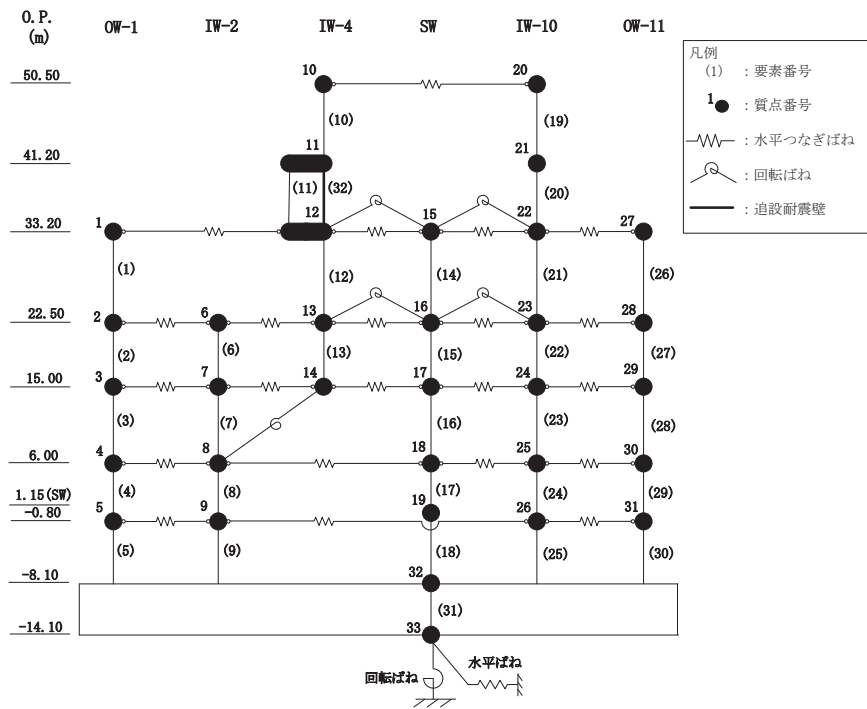 O.P.
(m)
OW-1 IW-2 IW-4 SW IW-10 OW-11
凡例
(1) : 要素番号
1 : 質点番号
: 水平つなぎばね
: 回転ばね
: 追設耐震壁
50.50 10 20
(10) (19)
41.20 11 21
(11) (32) (20)
33.20 1 12 15 22 27
(1) (12) (14) (21) (26)
22.50 2 6 13 16 23 28
(2) (6) (13) (15) (22) (27)
15.00 3 7 14 17 24 29
(3) (7) (16) (23) (28)
6.00 4 8 18 25 30
(4) (8) (17) (24) (29)
1.15(SW) 19
-0.80 5 9 26 31
(5) (9) (18) (25) (30)
-8.10 32
(31)
-14.10 33
回転ばね 水平ばね